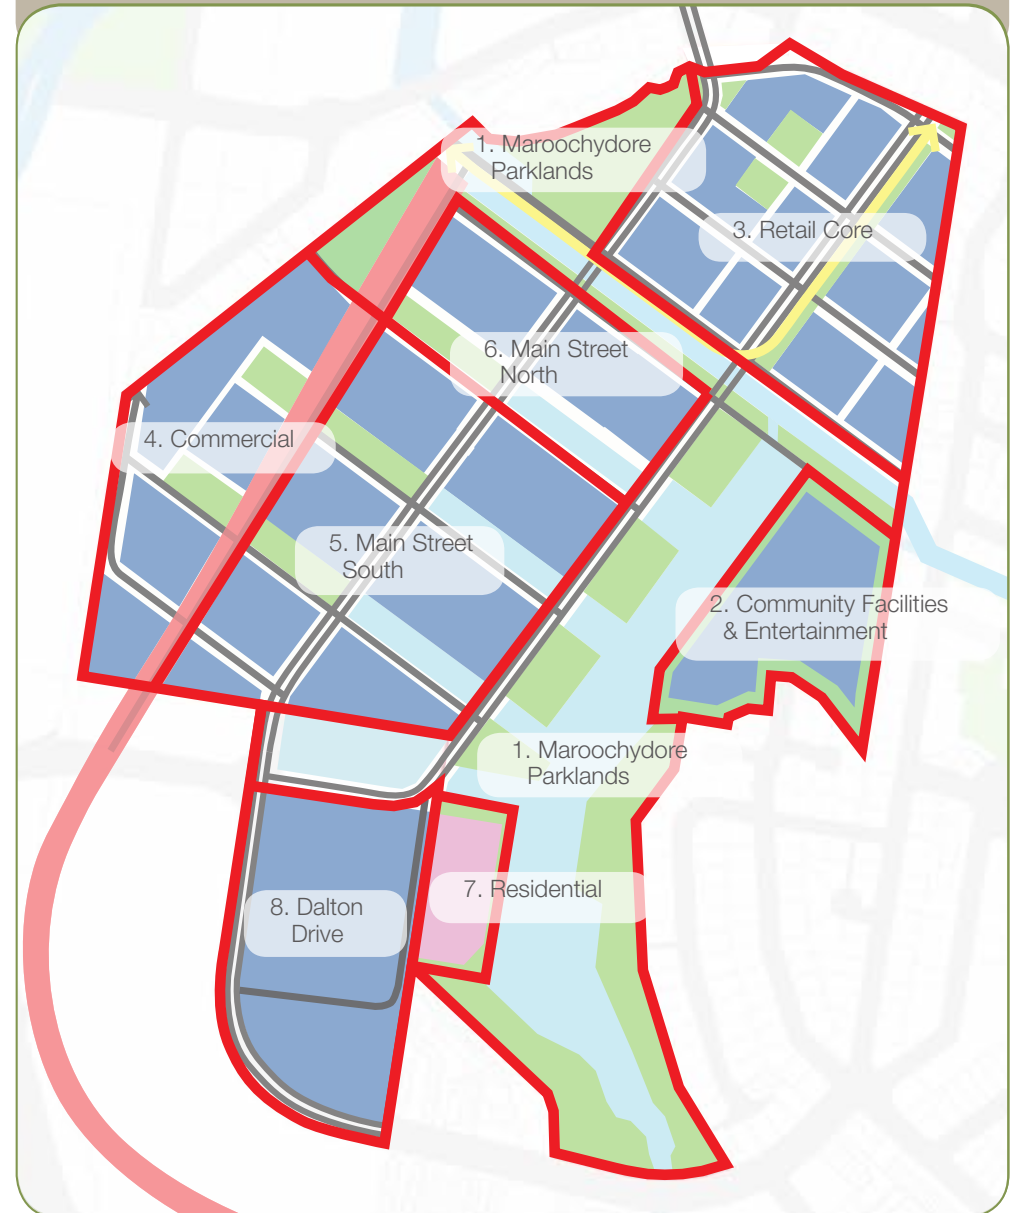 1. Maroochydore
Parklands
3. Retail Core
6. Main Street
North
4. Commercial
5. Main Street
South
2. Community Facilities
& Entertainment
1. Maroochydore
Parklands
7. Residential
8. Dalton
Drive